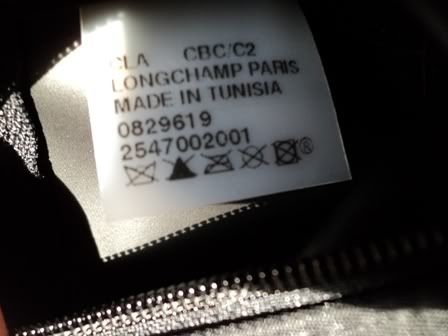 CLA CBC/C2
LONGCHAMP PARIS
MADE IN TUNISIA
0829619
2547002001